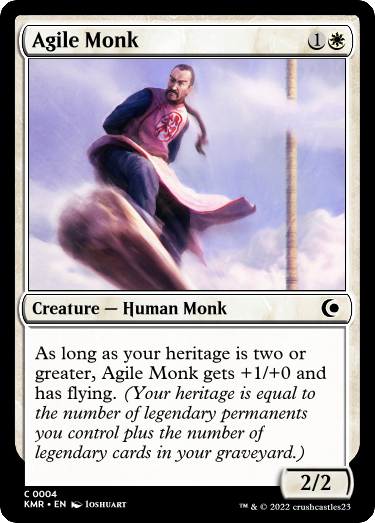 Agile Monk 1
Creature — Human Monk
As long as your heritage is two or
greater, Agile Monk gets +1/+0 and
has flying. (Your heritage is equal to
the number of legendary permanents
you control plus the number of
legendary cards in your graveyard.)
2/2
C 0004
KMR • EN IOSHUART
™ & © 2022 crushcastles23